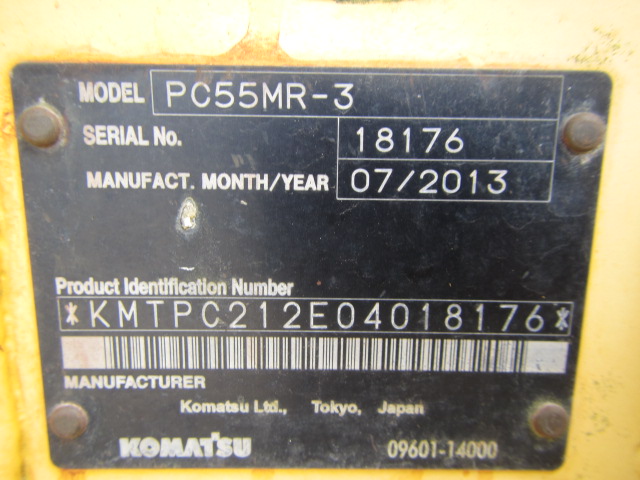 MODEL PC55MR-3
SERIAL No. 18176
MANUFACT. MONTH/YEAR 07/2013
Product Identification Number
*KMTPC212E04018176*
MANUFACTURER
Komatsu Ltd., Tokyo, Japan
KOMATSU 09601-14000